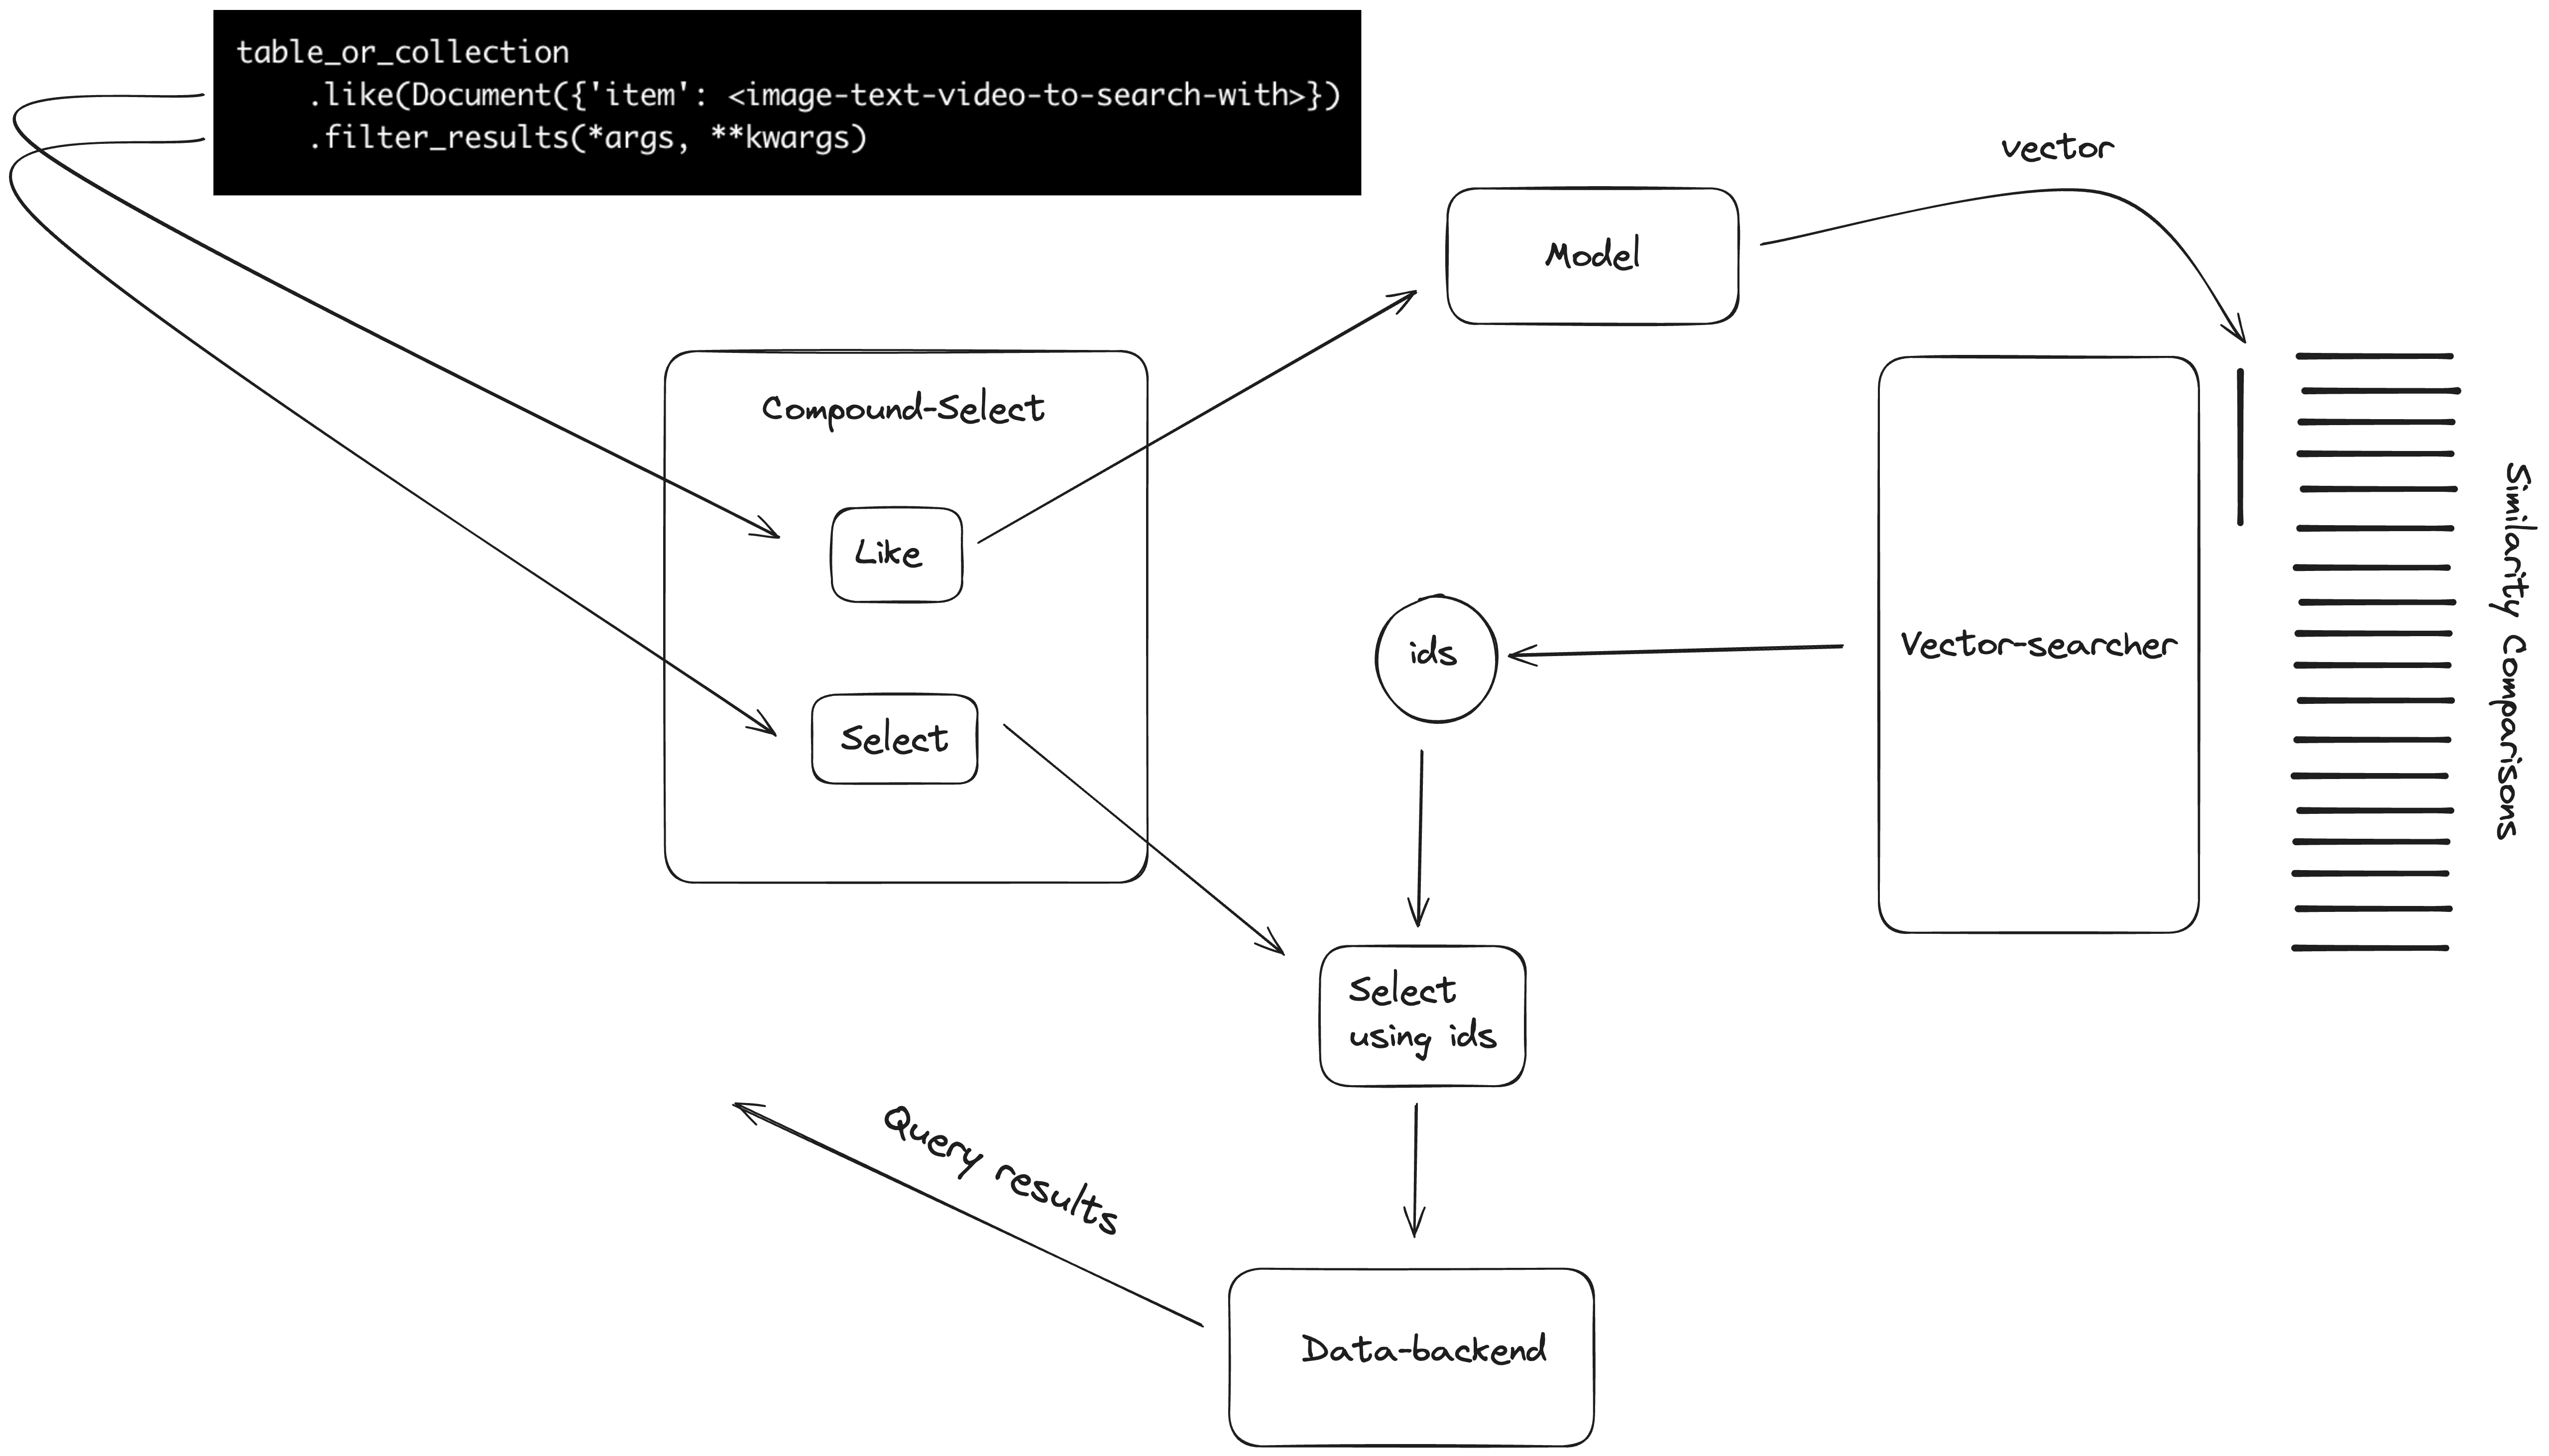 table_or_collection
.like(Document({'item': <image-text-video-to-search-with>})
.filter_results(*args, **kwargs)
vector
Model
Compound-Select
Like
Select
ids
Vector-searcher
Similarity Comparisons
Select
using ids
Query results
Data-backend